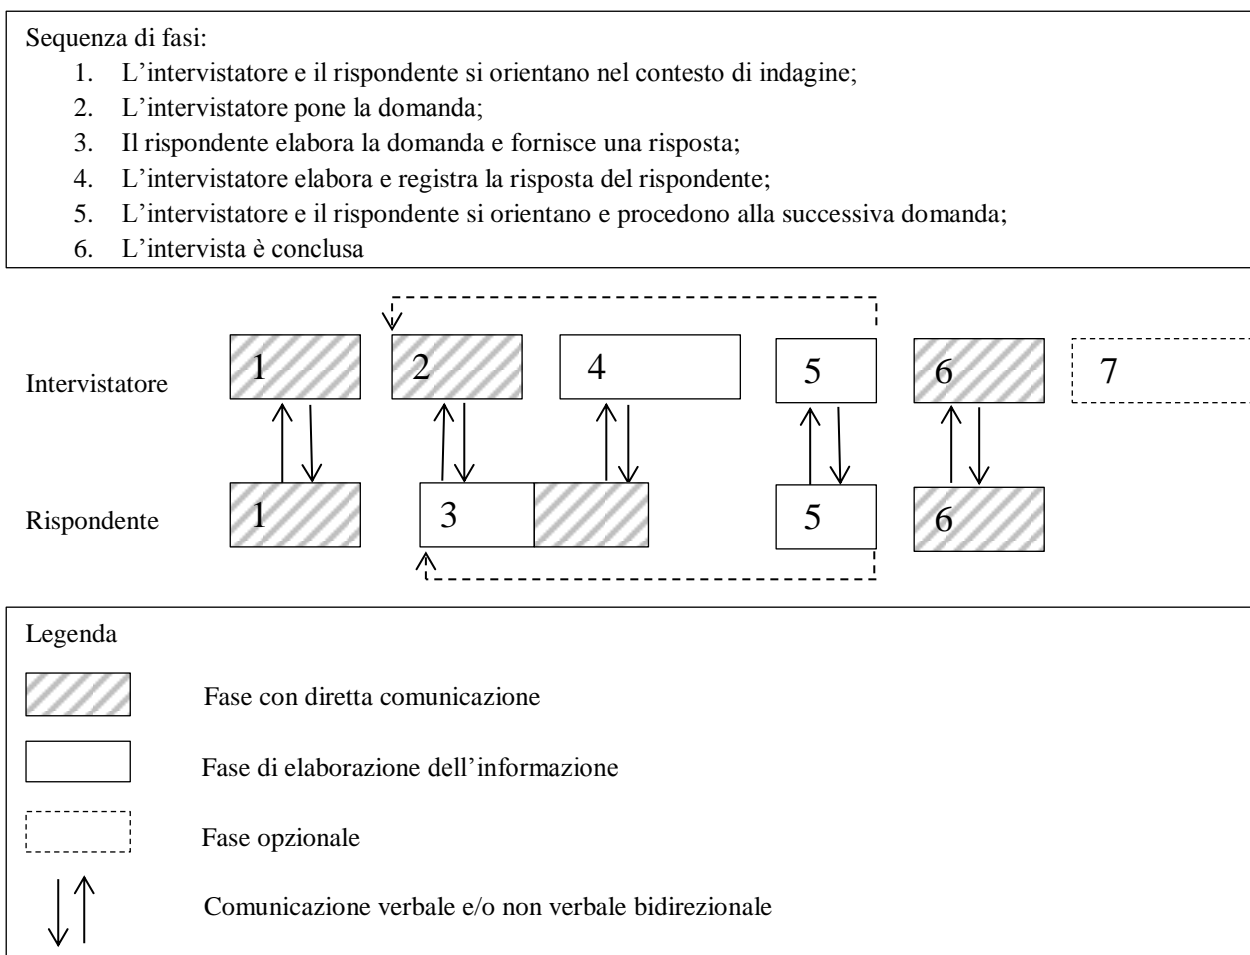 Sequenza di fasi:
1. L’intervistatore e il rispondente si orientano nel contesto di indagine;
2. L’intervistatore pone la domanda;
3. Il rispondente elabora la domanda e fornisce una risposta;
4. L’intervistatore elabora e registra la risposta del rispondente;
5. L’intervistatore e il rispondente si orientano e procedono alla successiva domanda;
6. L’intervista è conclusa
Intervistatore 1 2 4 5 6 7
Rispondente 1 3 5 6
Legenda
Fase con diretta comunicazione
Fase di elaborazione dell’informazione
Fase opzionale
Comunicazione verbale e/o non verbale bidirezionale